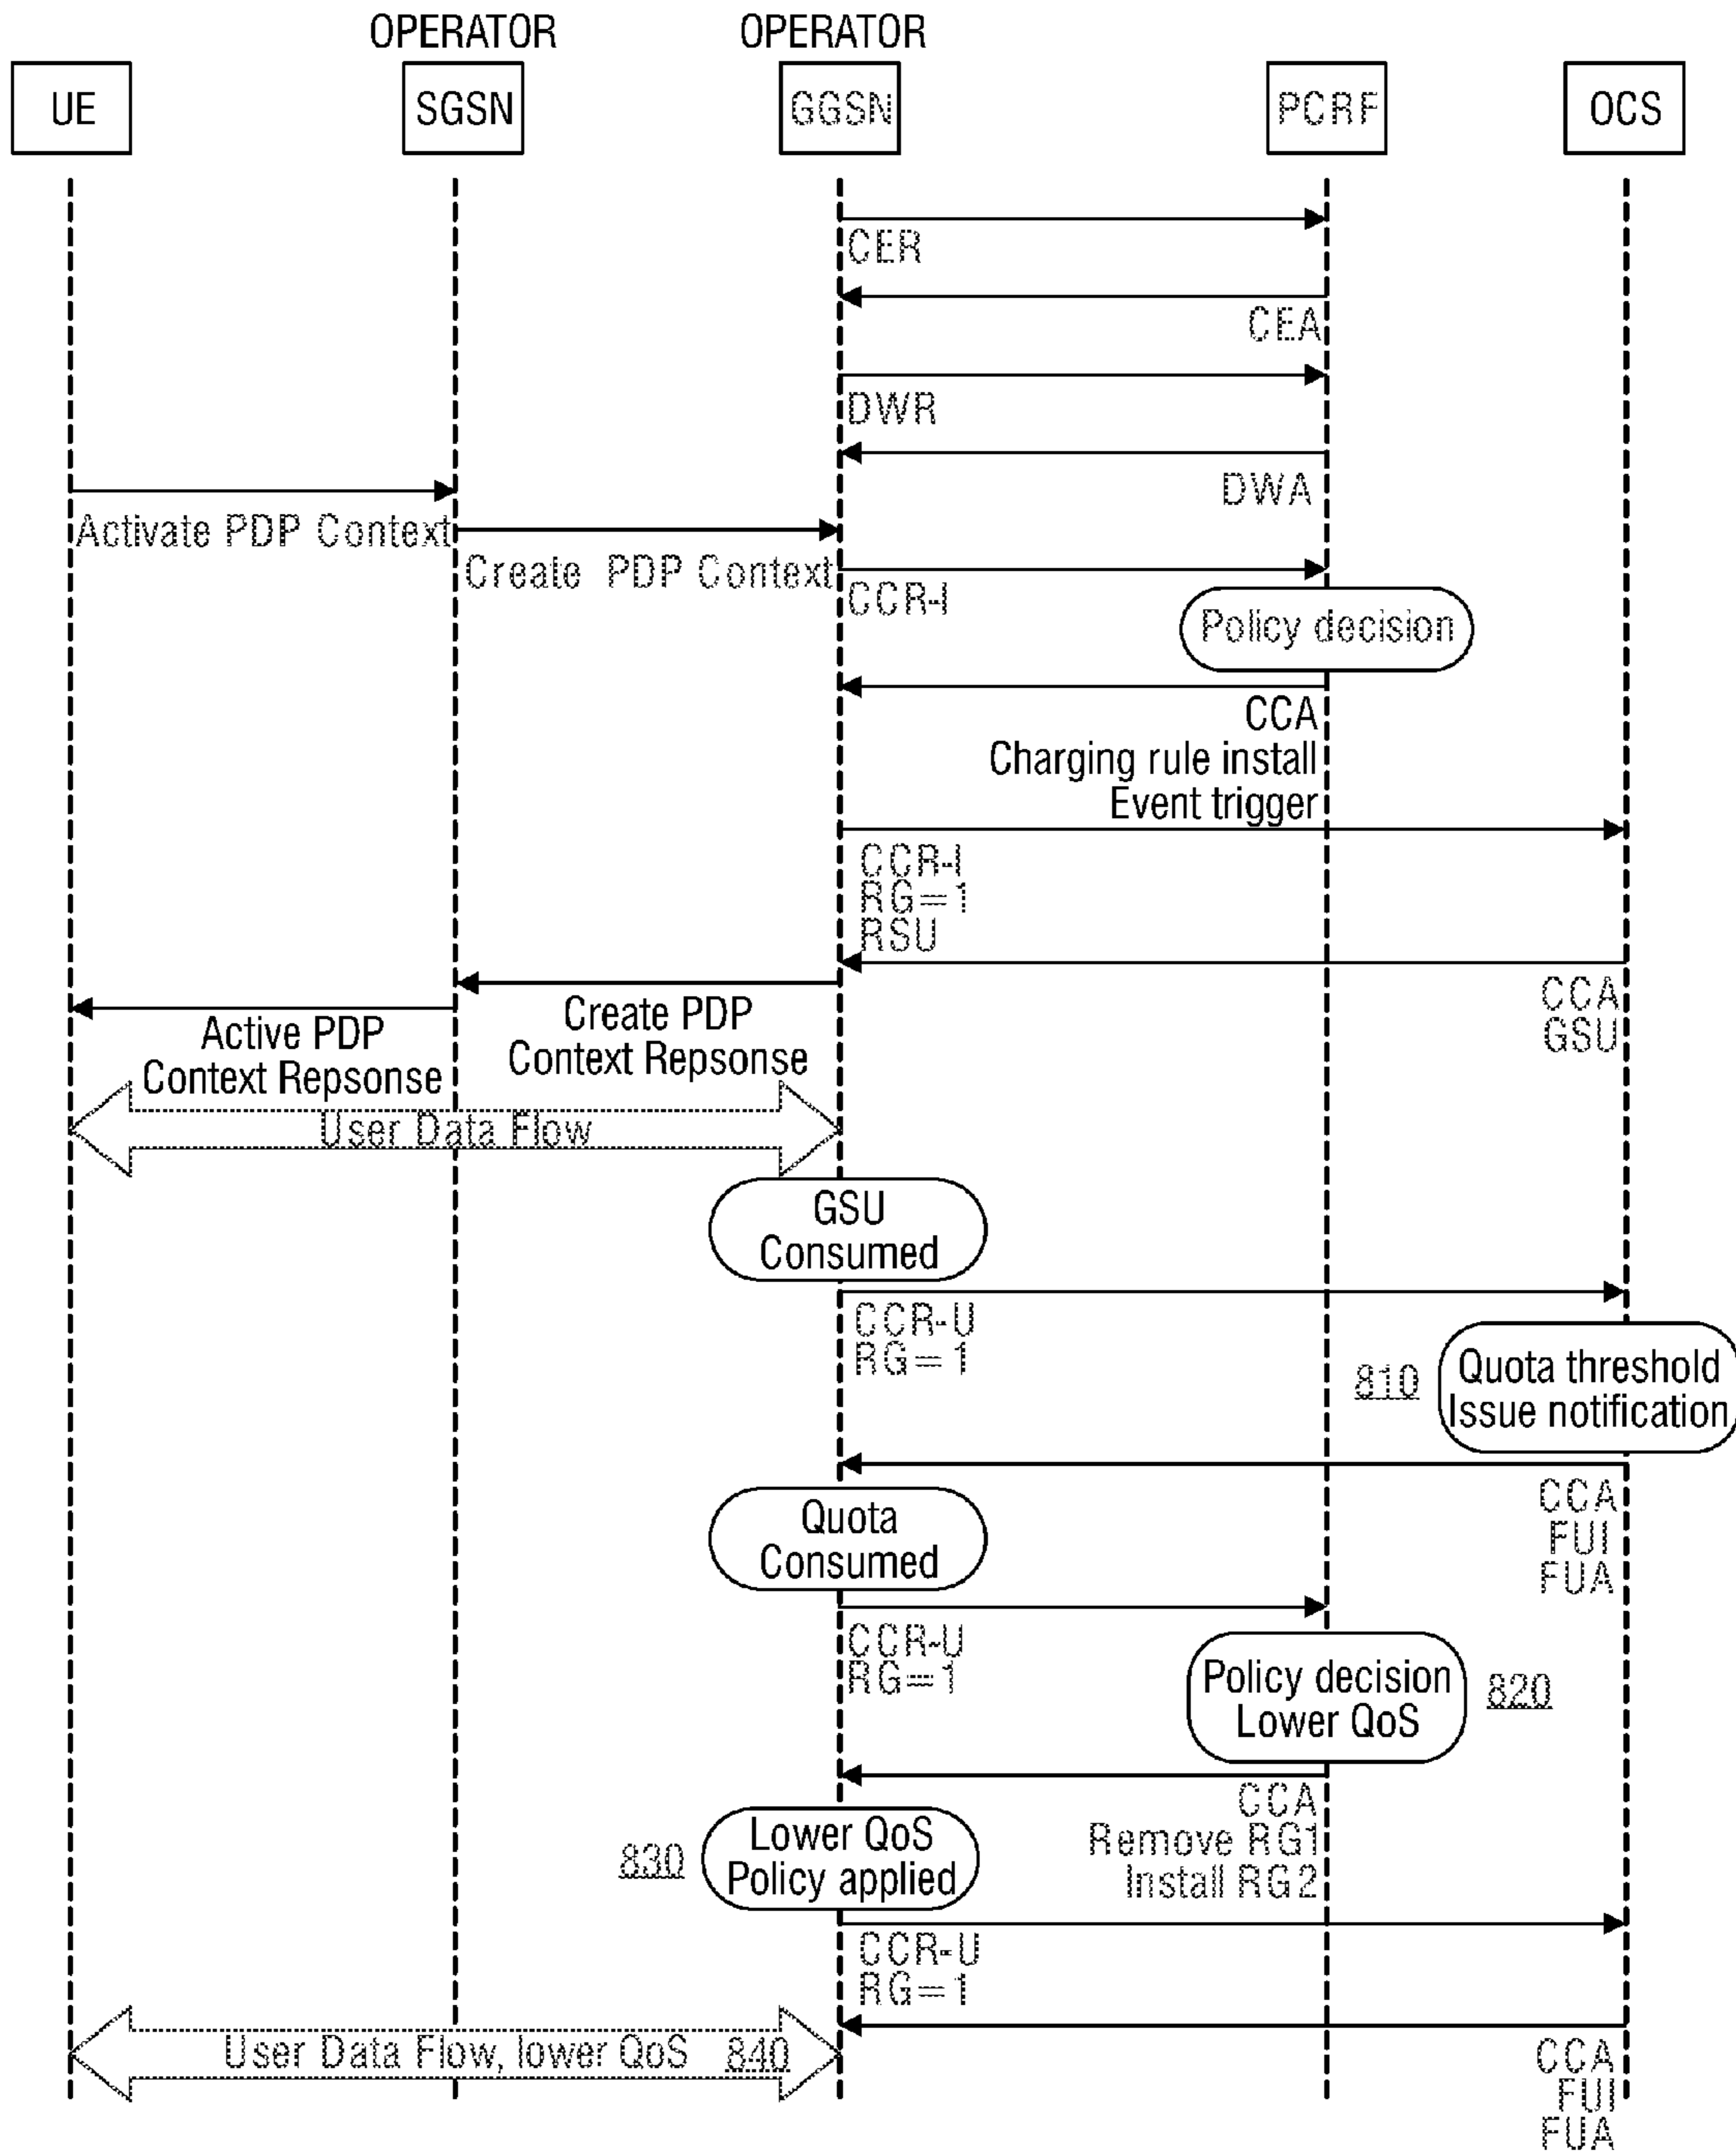 OPERATOR
OPERATOR
UE
SGSN
GGSN
PCRF
OCS
CER
CEA
DWR
DWA
Activate PDP Context
Create PDP Context
CCR-I
Policy decision
CCA
Charging rule install
Event trigger
CCR-I
RG=1
RSU
CCA
GSU
Create PDP
Context Repsonse
Active PDP
Context Repsonse
User Data Flow
GSU
Consumed
CCR-U
RG=1
810
Quota threshold
Issue notification
CCA
FUI
FUA
Quota
Consumed
CCR-U
RG=1
Policy decision
Lower QoS
820
CCA
Remove RG1
Install RG2
830
Lower QoS
Policy applied
CCR-U
RG=1
User Data Flow, lower QoS 840
CCA
FUI
FUA